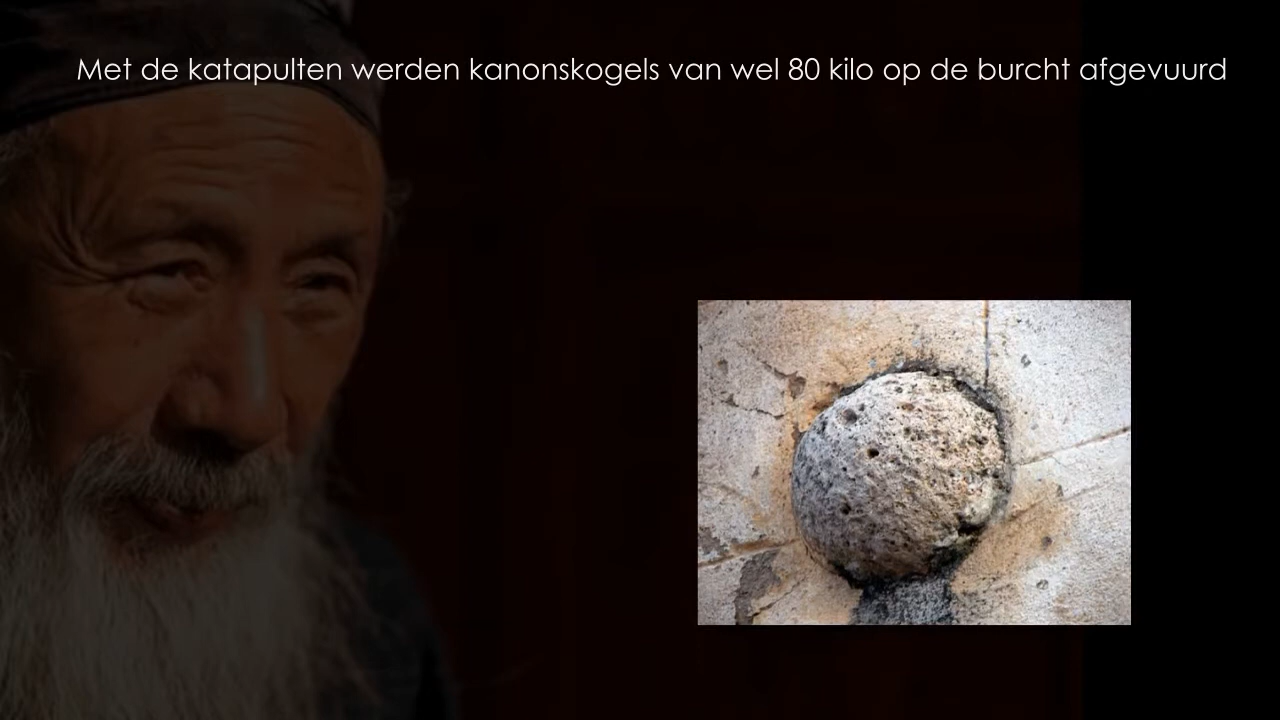 Met de katapulten werden kanonskogels van wel 80 kilo op de burcht afgevuurd